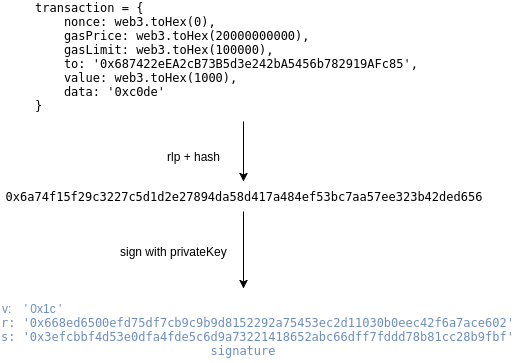 transaction = {
nonce: web3.toHex(0),
gasPrice: web3.toHex(20000000000),
gasLimit: web3.toHex(100000),
to: '0x687422eEA2cB73B5d3e242bA5456b782919AFc85',
value: web3.toHex(1000),
data: '0xc0de'
}
rlp + hash
0x6a74f15f29c3227c5d1d2e27894da58d417a484ef53bc7aa57ee323b42ded656
sign with privateKey
v: '0x1c'
r: '0x668ed6500efd75df7cb9c9b9d8152292a75453ec2d11030b0eec42f6a7ace602'
s: '0x3efcbbf4d53e0dfa4fde5c6d9a73221418652abc66dff7fddd78b81cc28b9fbf'
signature